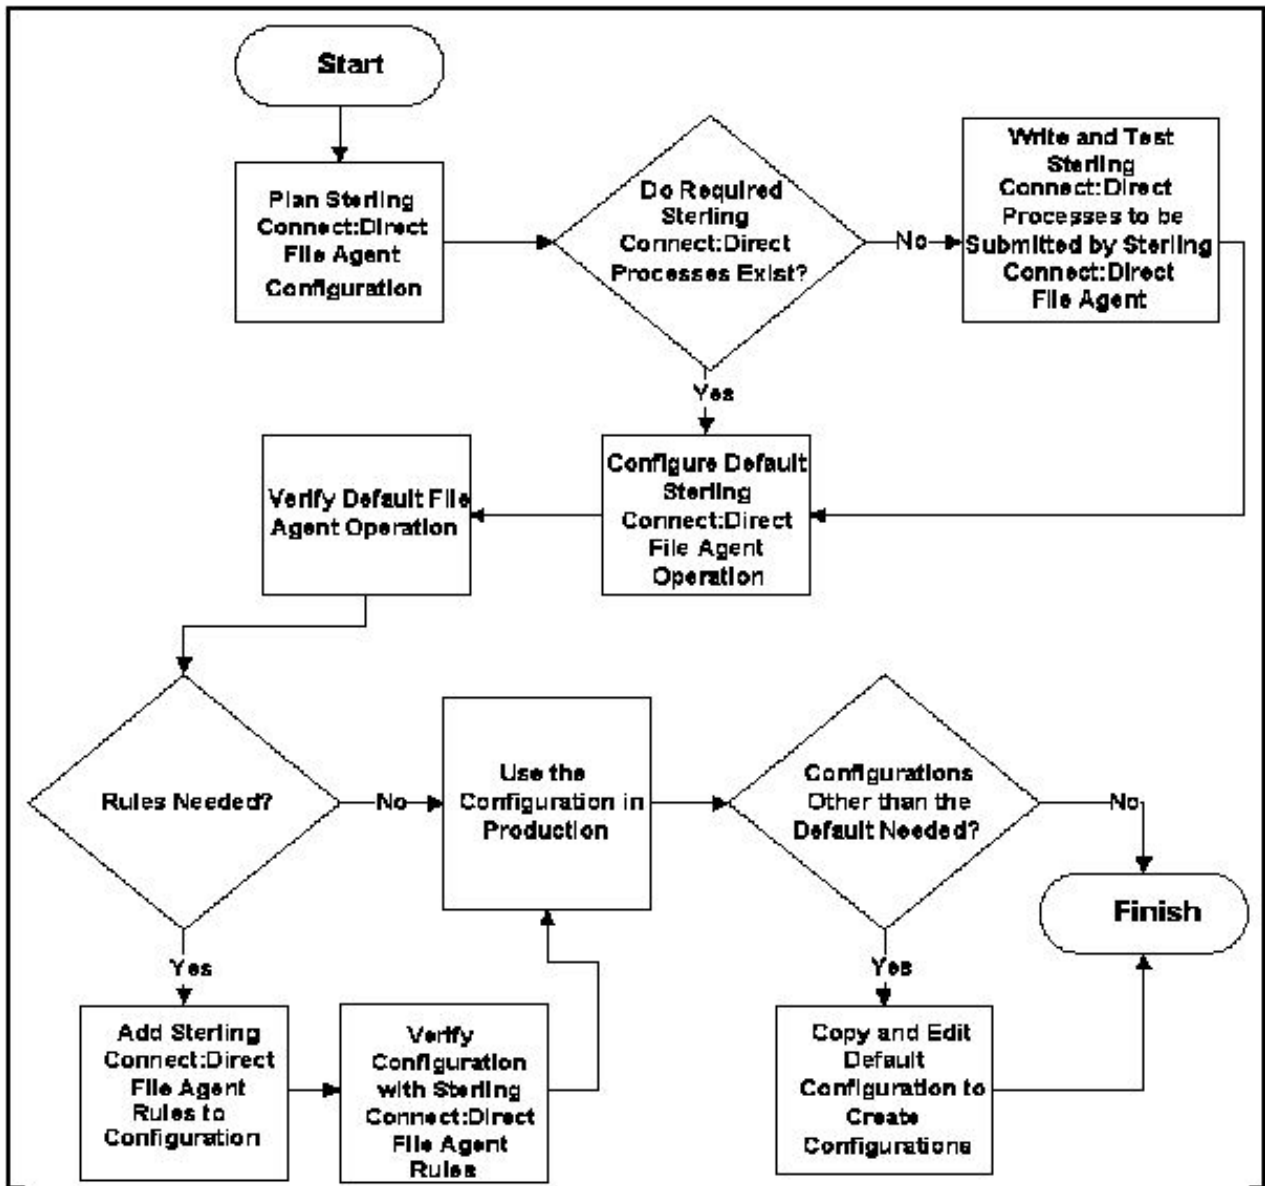 Start
Plan Sterling
Connect:Direct
File Agent
Configuration
Do Required
Sterling
Connect:Direct
Processes Exist?
No
Write and Test
Sterling
Connect:Direct
Processes to be
Submitted by Sterling
Connect:Direct
File Agent
Yes
Configure Default
Sterling
Connect:Direct
File Agent
Operation
Verify Default File
Agent Operation
Rules Needed?
No
Use the
Configuration in
Production
Configurations
Other than the
Default Needed?
No
Finish
Yes
Add Sterling
Connect:Direct
File Agent
Rules to
Configuration
Verify
Configuration
with Sterling
Connect:Direct
File Agent
Rules
Yes
Copy and Edit
Default
Configuration to
Create
Configurations